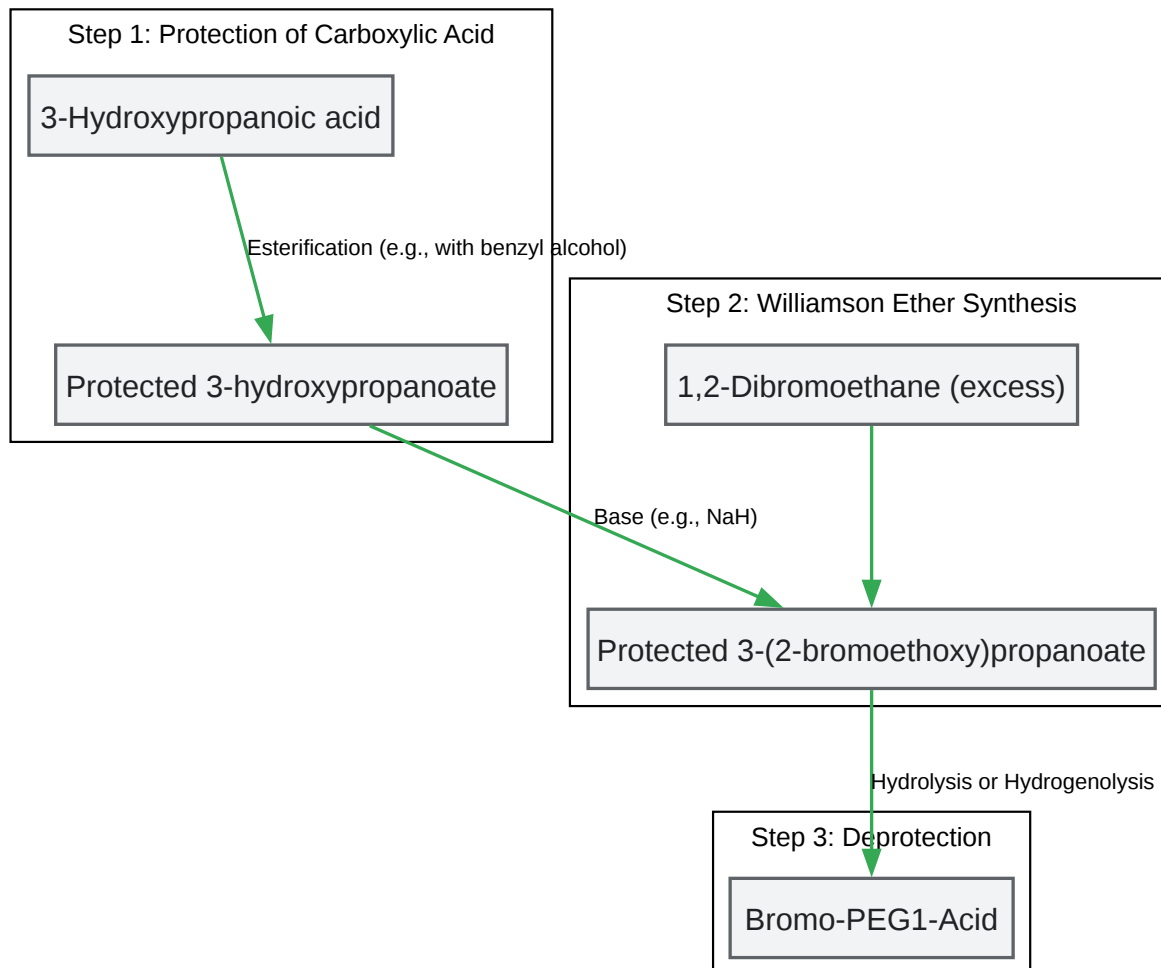 Step 1: Protection of Carboxylic Acid
3-Hydroxypropanoic acid
Esterification (e.g., with benzyl alcohol)
Protected 3-hydroxypropanoate
Step 2: Williamson Ether Synthesis
1,2-Dibromoethane (excess)
Base (e.g., NaH)
Protected 3-(2-bromoethoxy)propanoate
Hydrolysis or Hydrogenolysis
Step 3: Deprotection
Bromo-PEG1-Acid